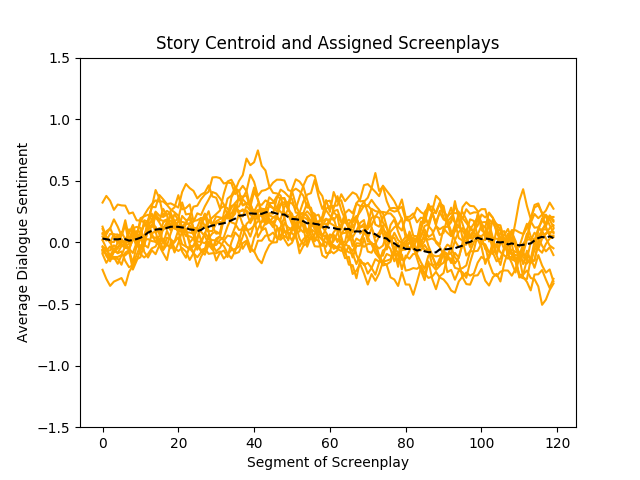 Story Centroid and Assigned Screenplays
1.5
1.0
0.5
0.0
−0.5
−1.0
−1.5
Average Dialogue Sentiment
0 20 40 60 80 100 120
Segment of Screenplay